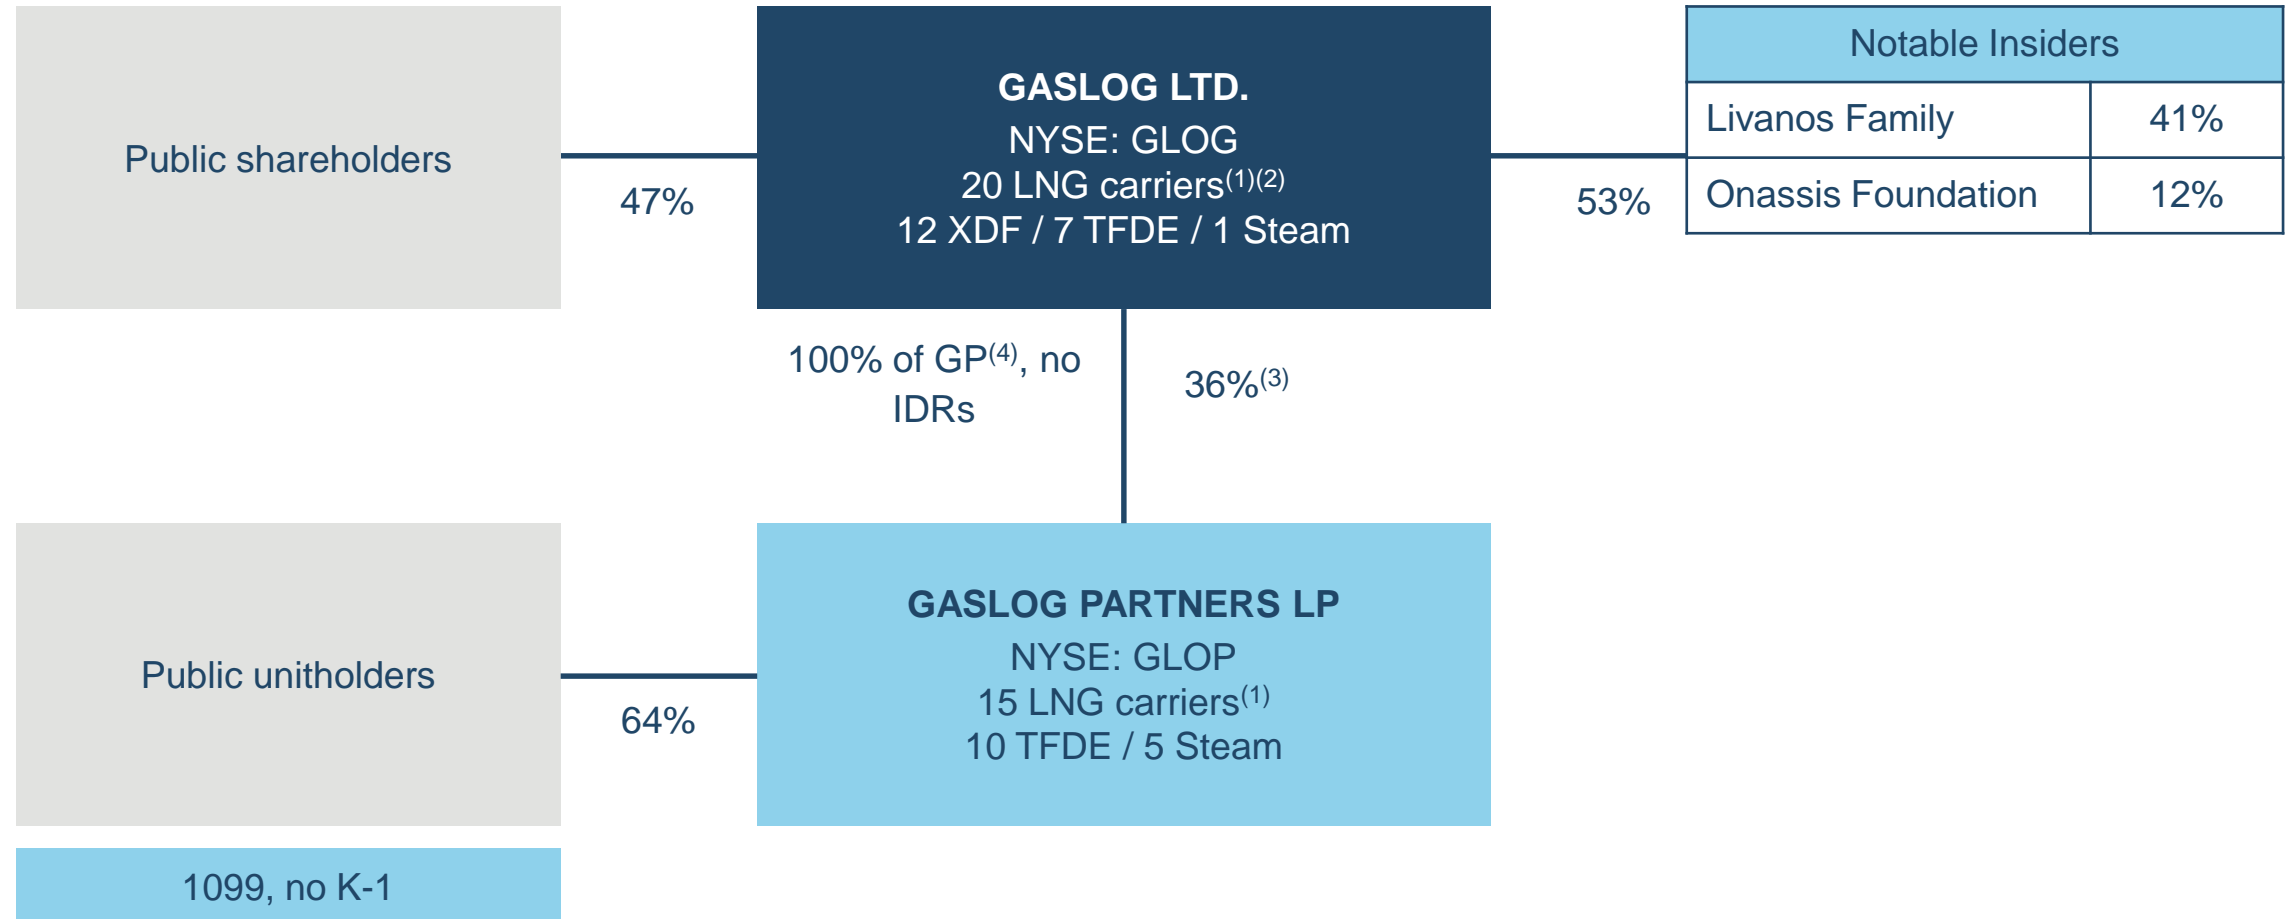 Public shareholders
47%
GASLOG LTD.
NYSE: GLOG
20 LNG carriers(1)(2)
12 XDF / 7 TFDE / 1 Steam
53%
Notable Insiders
Livanos Family 41%
Onassis Foundation 12%
100% of GP(4), no
IDRs
36%(3)
Public unitholders
64%
GASLOG PARTNERS LP
NYSE: GLOP
15 LNG carriers(1)
10 TFDE / 5 Steam
1099, no K-1